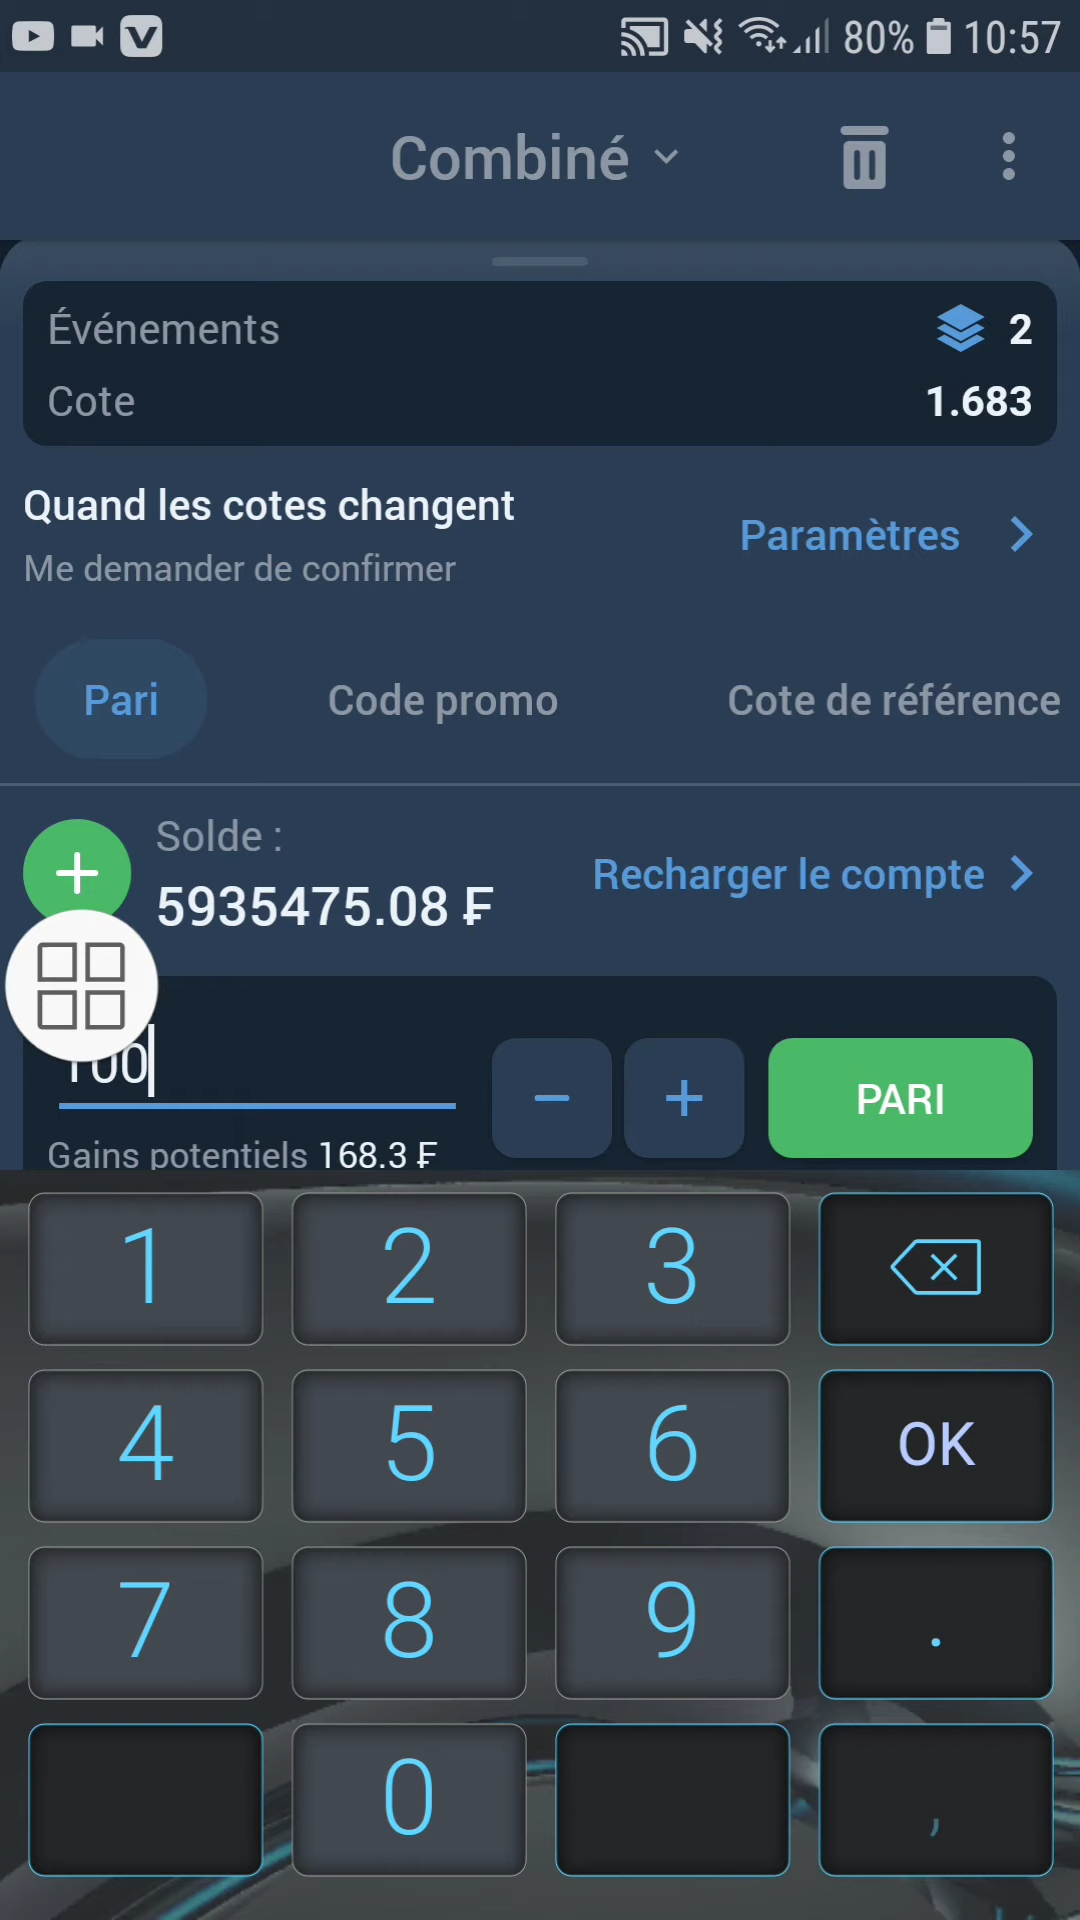 80% 10:57
Combiné
Événements 2
Cote 1.683
Quand les cotes changent
Me demander de confirmer
Paramètres
Pari Code promo Cote de référence
Solde :
5935475.08 ₣
Recharger le compte
100
− + PARI
Gains potentiels 168.3 ₣
1 2 3
4 5 6 OK
7 8 9 .
0 ,